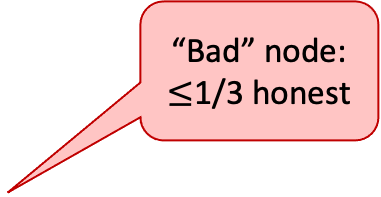 “Bad” node:
≤1/3 honest